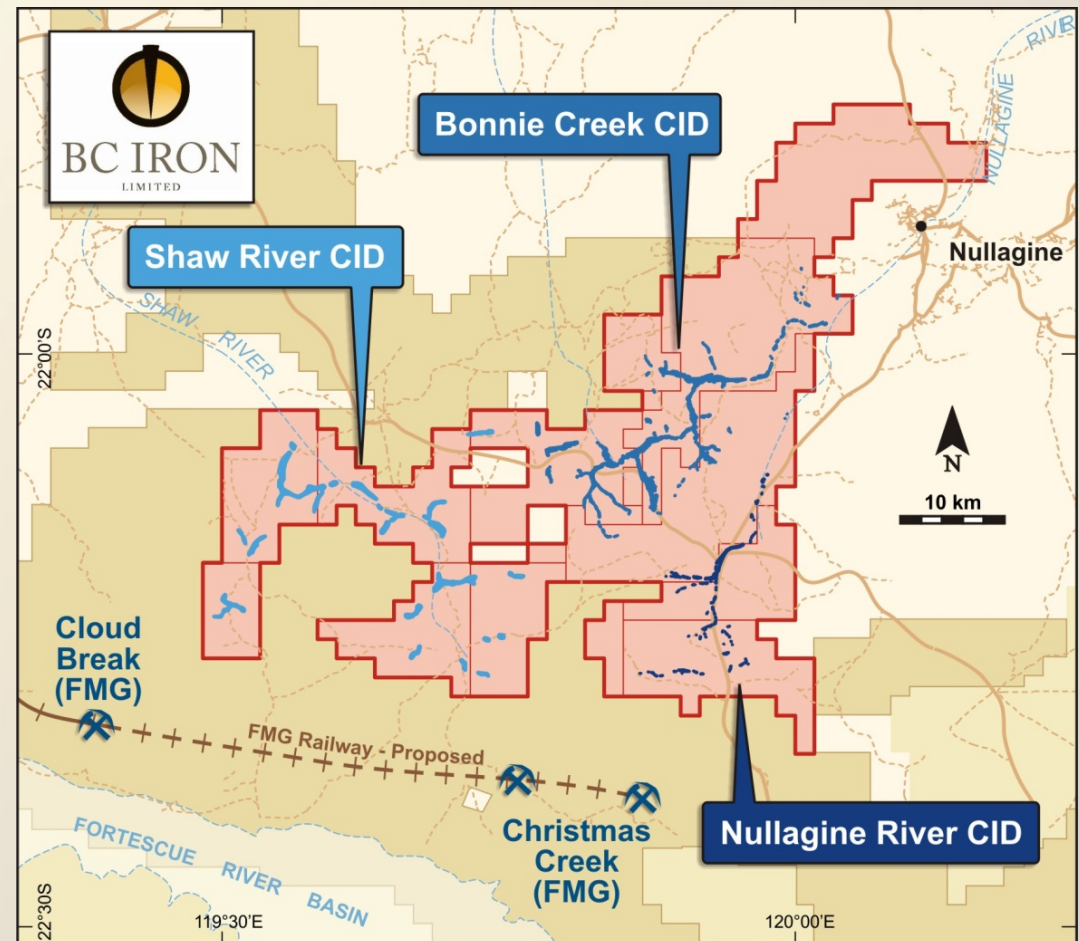 BC IRON
LIMITED
Bonnie Creek CID
Shaw River CID
NULLAGINE
RIVER
Nullagine
SHAW RIVER
22°00'S
N
10 km
Cloud
Break
(FMG)
FMG Railway - Proposed
Christmas
Creek
(FMG)
Nullagine River CID
FORTESCUE RIVER BASIN
22°30'S
119°30'E
120°00'E